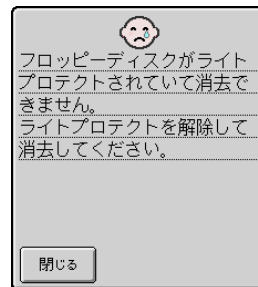 フロッピーディスクがライト
プロテクトされていて消去で
きません。
ライトプロテクトを解除して
消去してください。
閉じる